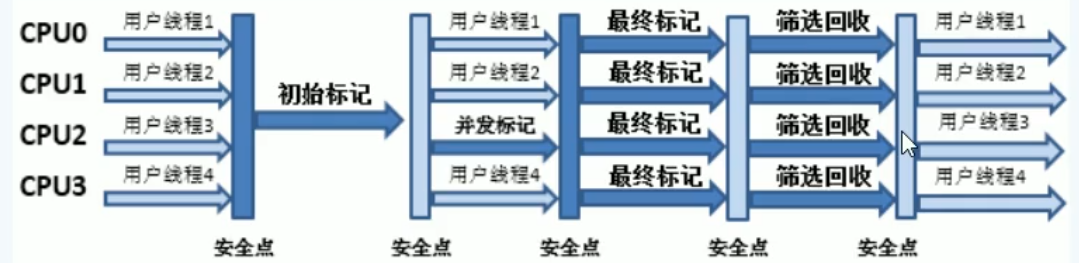 CPU0 用户线程1 用户线程1 最终标记 筛选回收 用户线程1
CPU1 用户线程2 用户线程2 最终标记 筛选回收 用户线程2
初始标记
CPU2 用户线程3 并发标记 最终标记 筛选回收 用户线程3
CPU3 用户线程4 用户线程4 最终标记 筛选回收 用户线程4
安全点 安全点 安全点 安全点 安全点